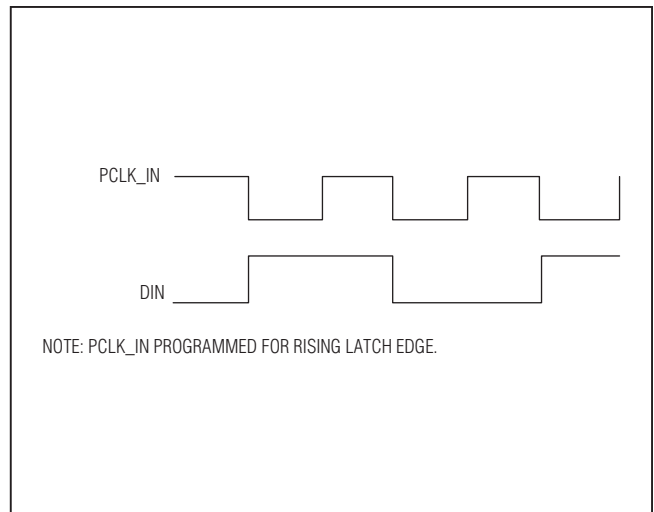 PCLK_IN
DIN
NOTE: PCLK_IN PROGRAMMED FOR RISING LATCH EDGE.